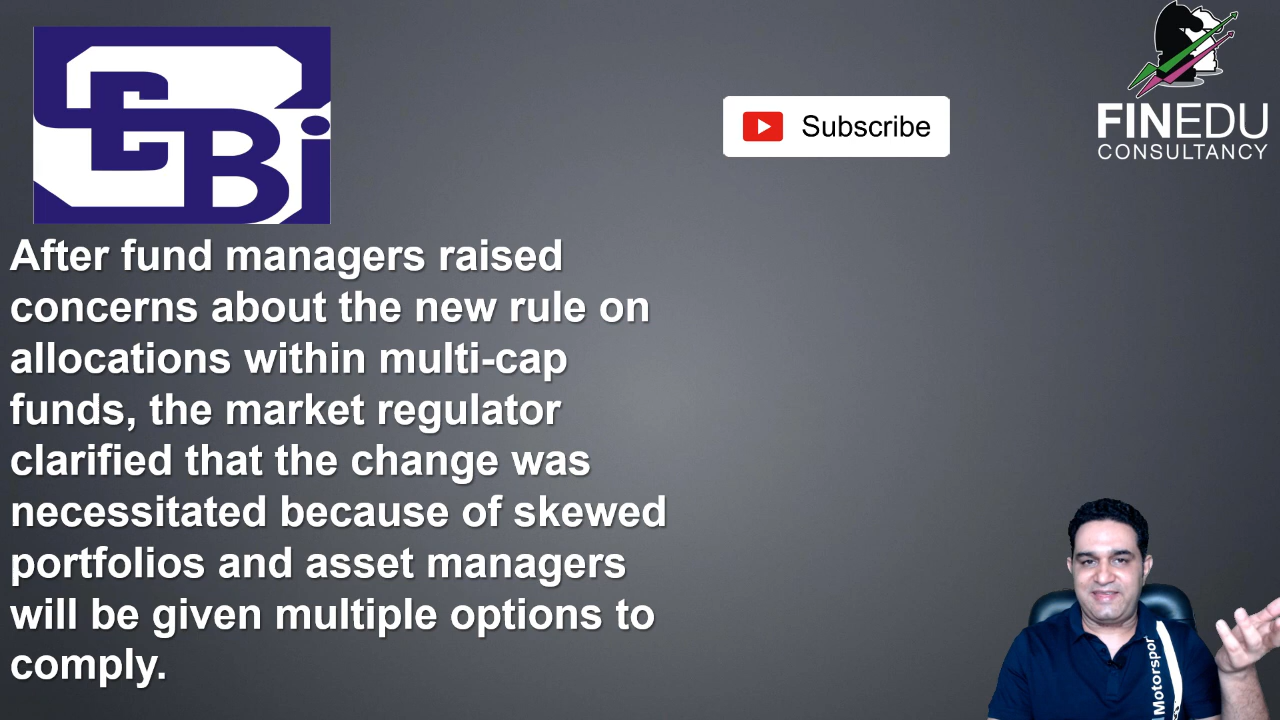 SEBi
Subscribe
FINEDU
CONSULTANCY
After fund managers raised
concerns about the new rule on
allocations within multi-cap
funds, the market regulator
clarified that the change was
necessitated because of skewed
portfolios and asset managers
will be given multiple options to
comply.
Motorspor